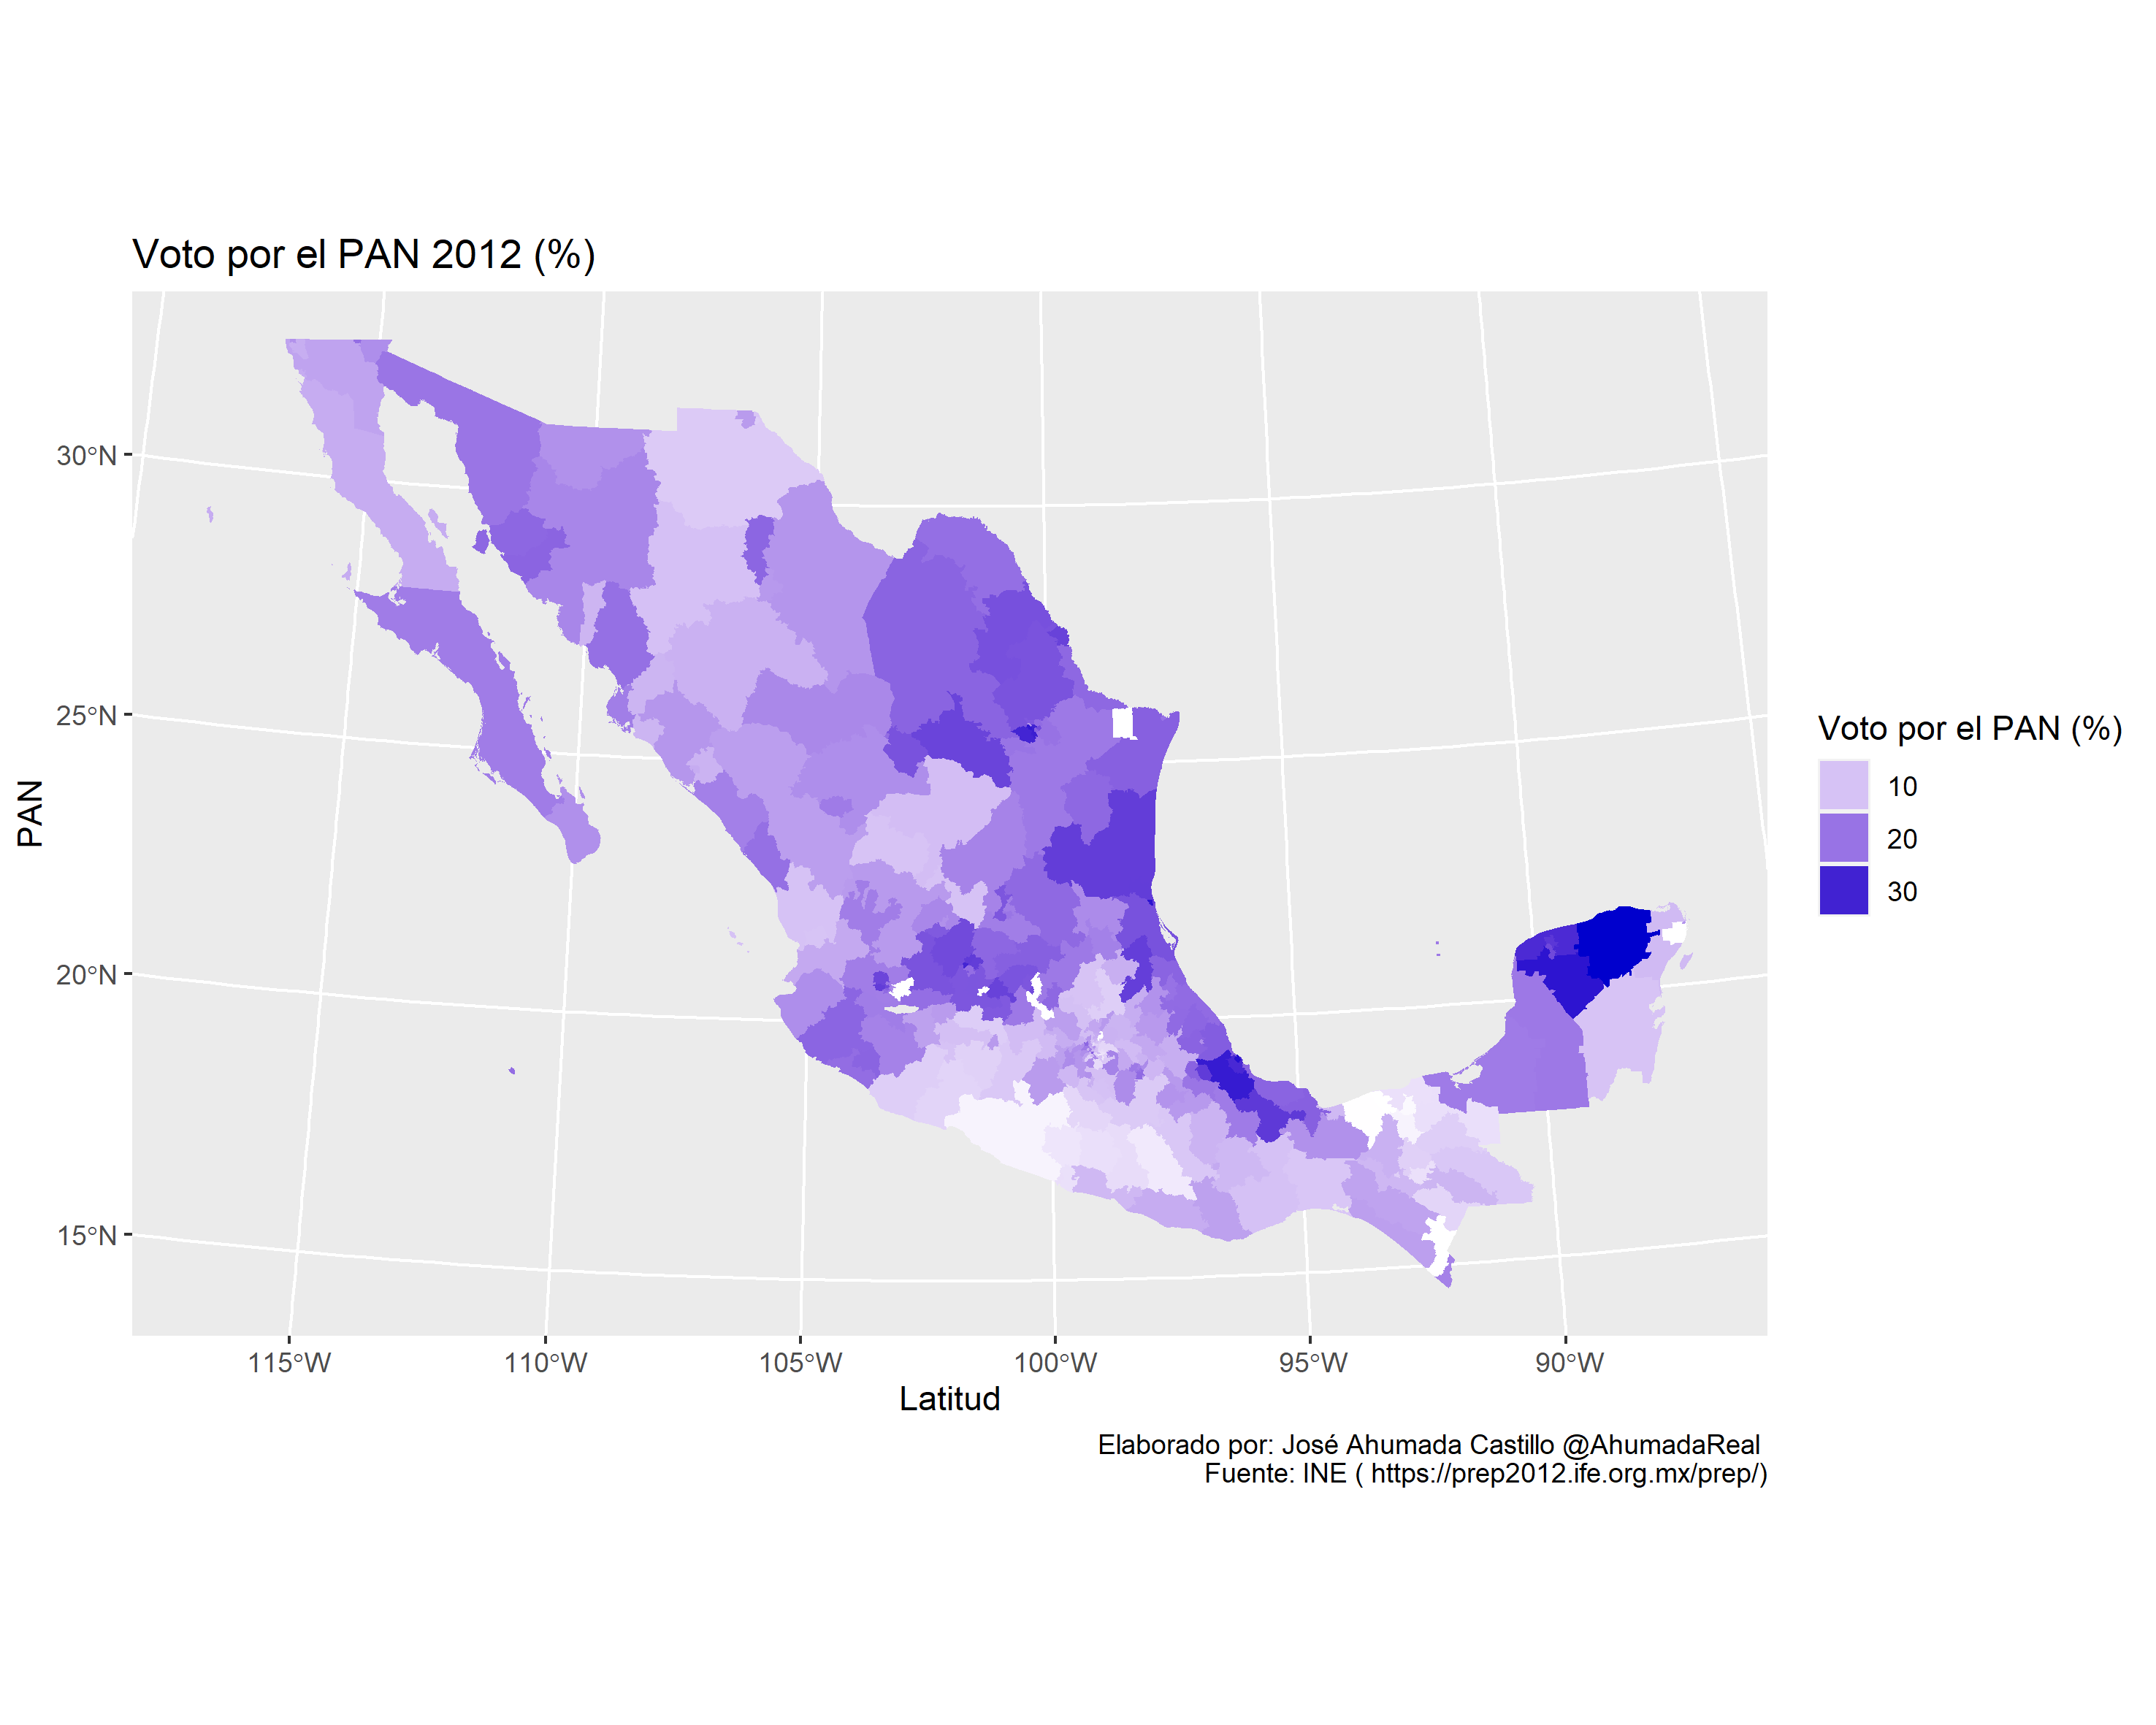 Voto por el PAN 2012 (%)
30°N
25°N
20°N
15°N
PAN
115°W
110°W
105°W
100°W
95°W
90°W
Latitud
Voto por el PAN (%)
10
20
30
Elaborado por: José Ahumada Castillo @AhumadaReal
Fuente: INE ( https://prep2012.ife.org.mx/prep/)